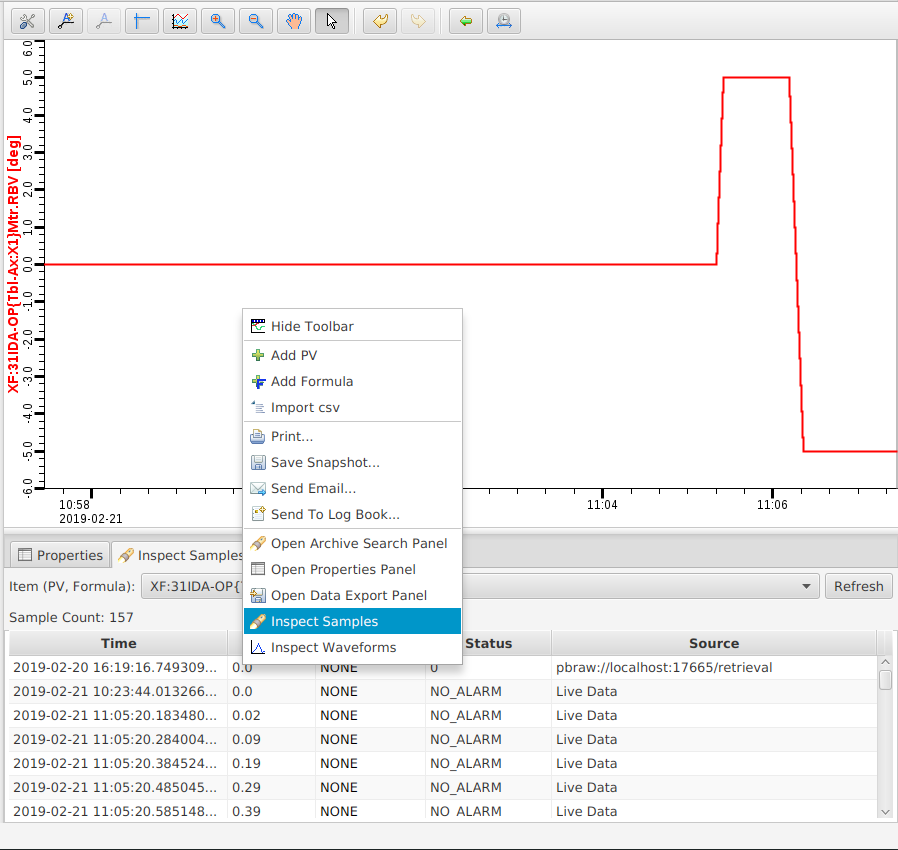 6.0
5.0
4.0
3.0
2.0
1.0
0.0
-1.0
-2.0
-3.0
-4.0
-5.0
-6.0
XF:31IDA-OP{Tbl-Ax:X1}Mtr.RBV [deg]
10:58
2019-02-21
11:04
11:06
Hide Toolbar
Add PV
Add Formula
Import csv
Print...
Save Snapshot...
Send Email...
Send To Log Book...
Open Archive Search Panel
Open Properties Panel
Open Data Export Panel
Inspect Samples
Inspect Waveforms
Properties
Inspect Samples
Item (PV, Formula): XF:31IDA-OP{ Refresh
Sample Count: 157
Time Status Source
2019-02-20 16:19:16.749309... 0.0 NONE 0 pbraw://localhost:17665/retrieval
2019-02-21 10:23:44.013266... 0.0 NONE NO_ALARM Live Data
2019-02-21 11:05:20.183480... 0.02 NONE NO_ALARM Live Data
2019-02-21 11:05:20.284004... 0.09 NONE NO_ALARM Live Data
2019-02-21 11:05:20.384524... 0.19 NONE NO_ALARM Live Data
2019-02-21 11:05:20.485045... 0.29 NONE NO_ALARM Live Data
2019-02-21 11:05:20.585148... 0.39 NONE NO_ALARM Live Data